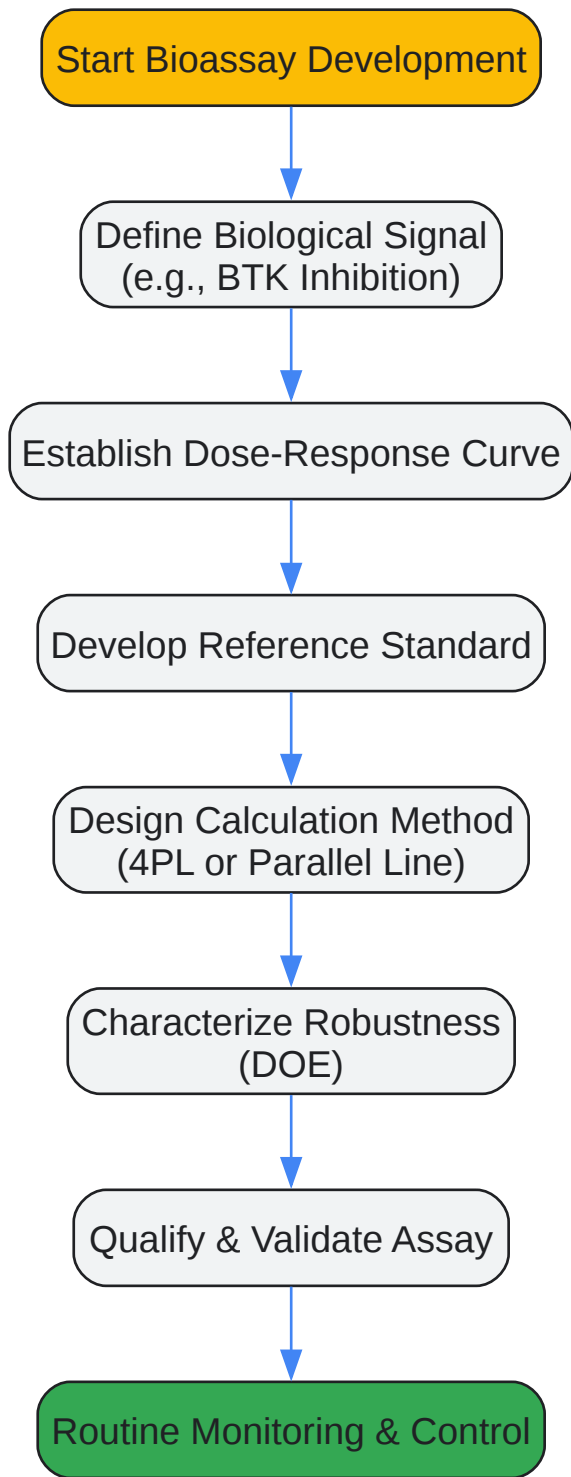 Start Bioassay Development
Define Biological Signal
(e.g., BTK Inhibition)
Establish Dose-Response Curve
Develop Reference Standard
Design Calculation Method
(4PL or Parallel Line)
Characterize Robustness
(DOE)
Qualify & Validate Assay
Routine Monitoring & Control